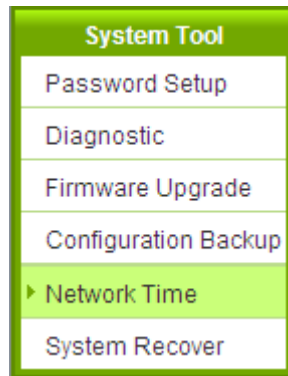 System Tool
Password Setup
Diagnostic
Firmware Upgrade
Configuration Backup
Network Time
System Recover